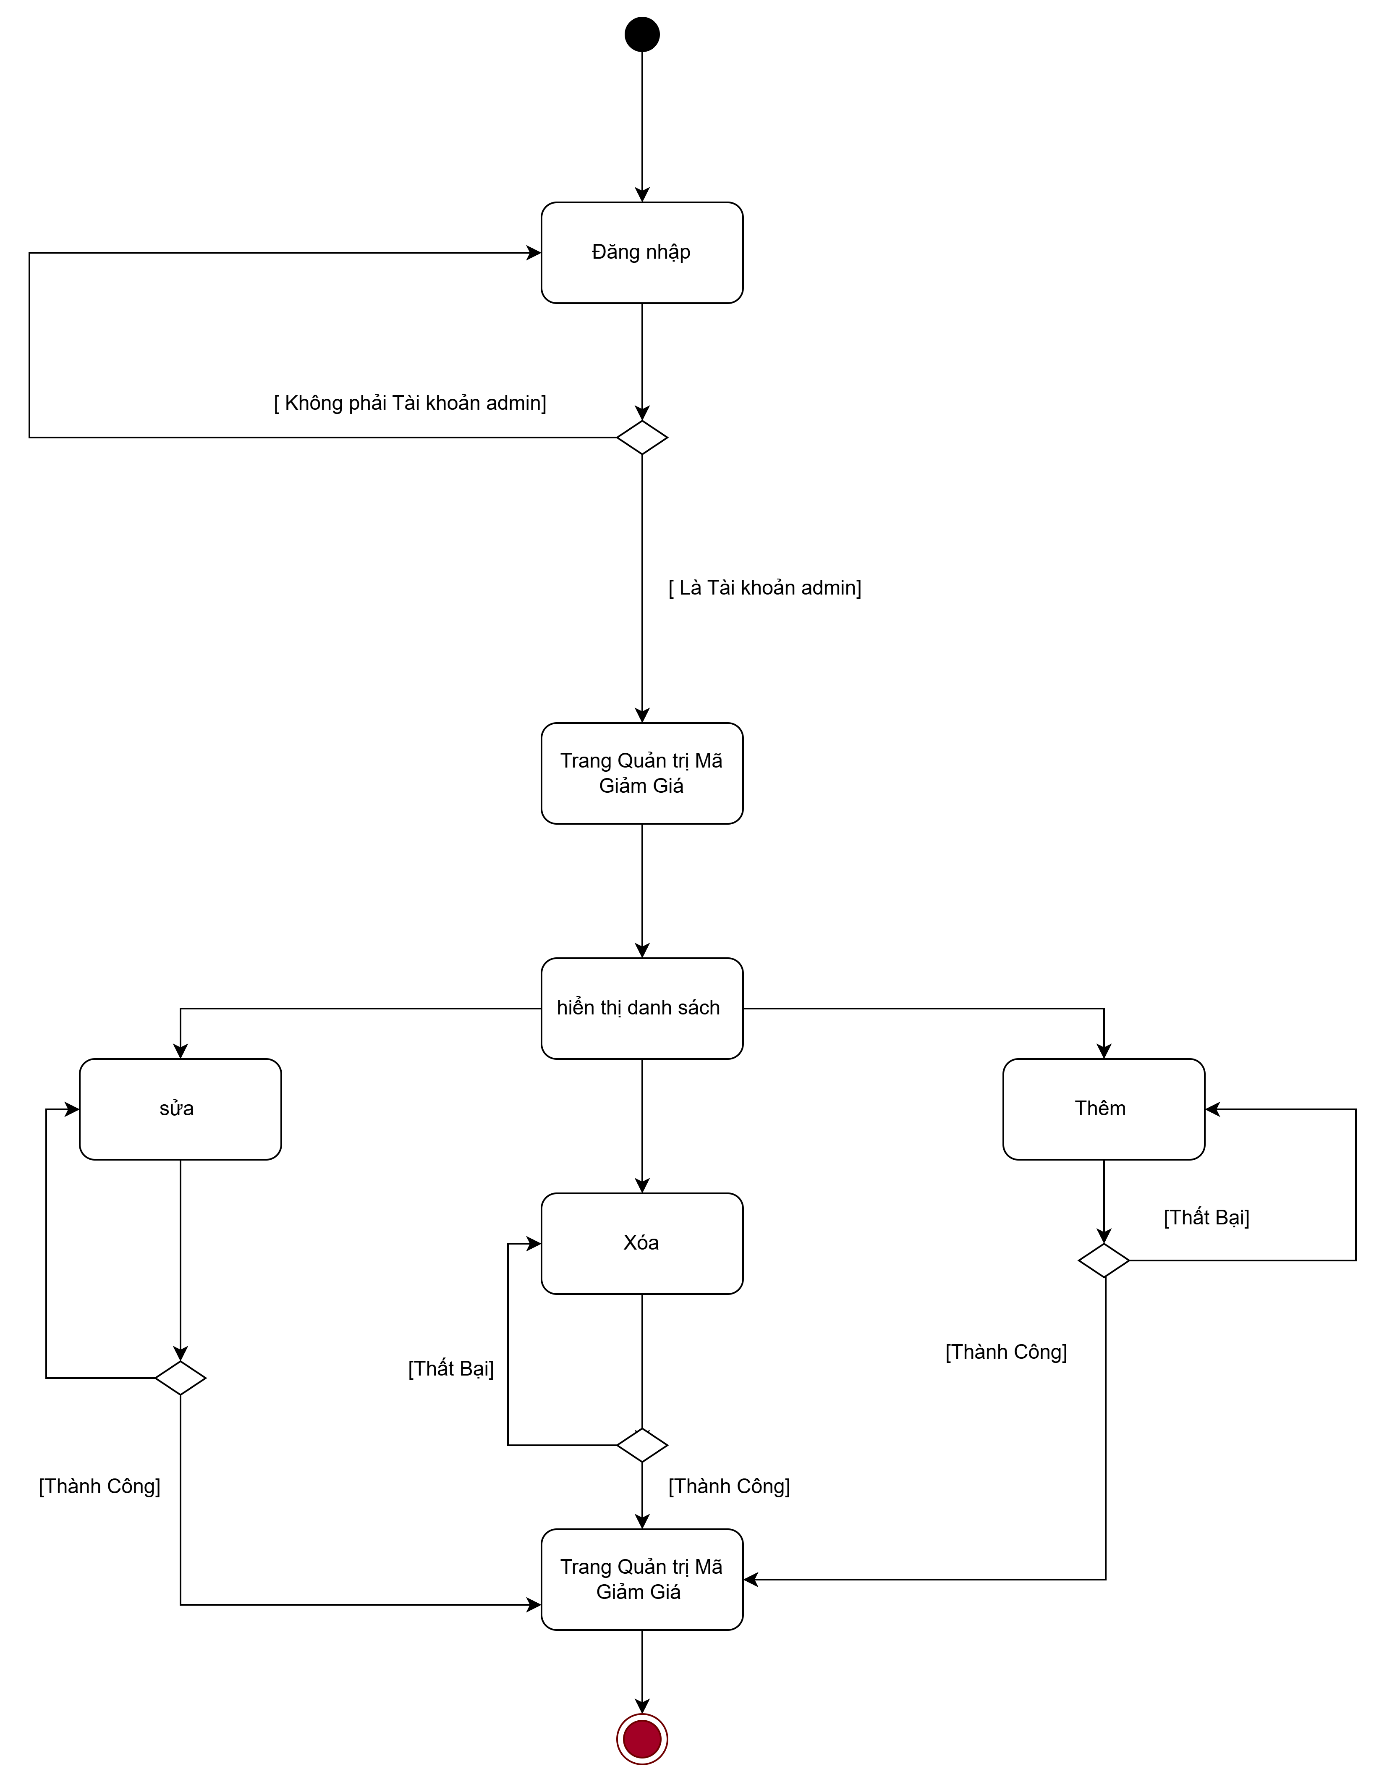 Đăng nhập
[ Không phải Tài khoản admin]
[ Là Tài khoản admin]
Trang Quản trị Mã
Giảm Giá
hiển thị danh sách
sửa
Thêm
[Thất Bại]
Xóa
[Thành Công]
[Thất Bại]
[Thành Công]
[Thành Công]
Trang Quản trị Mã
Giảm Giá